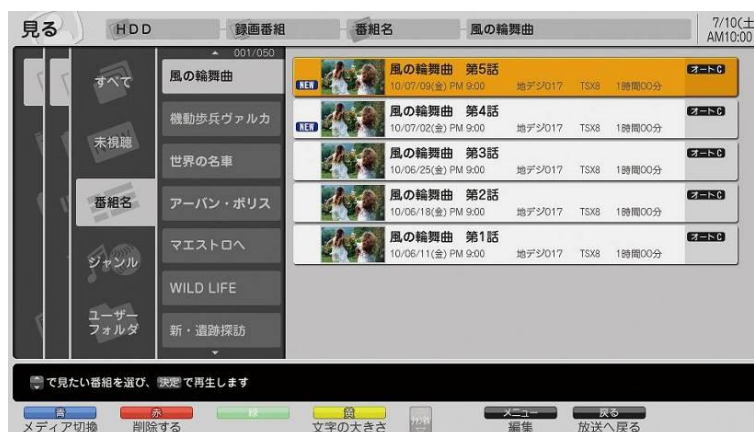 見る
HDD
録画番組
番組名
風の輪舞曲
7/10(土
AM10:00
001/050
すべて
未視聴
番組名
ジャンル
ユーザー
フォルダ
風の輪舞曲
機動歩兵ヴァルカ
世界の名車
アーバン・ポリス
マエストロへ
WILD LIFE
新・遺跡探訪
風の輪舞曲 第5話 オートC
NEW 10/07/09(金) PM 9:00 地デジ017 TSX8 1時間00分
風の輪舞曲 第4話 オートC
NEW 10/07/02(金) PM 9:00 地デジ017 TSX8 1時間00分
風の輪舞曲 第3話 オートC
10/06/25(金) PM 9:00 地デジ017 TSX8 1時間00分
風の輪舞曲 第2話 オートC
10/06/18(金) PM 9:00 地デジ017 TSX8 1時間00分
風の輪舞曲 第1話 オートC
10/06/11(金) PM 9:00 地デジ017 TSX8 1時間00分
で見たい番組を選び、決定で再生します
青 赤 緑 黄 メニュー 戻る
メディア切換 削除する 文字の大きさ 編集 放送へ戻る